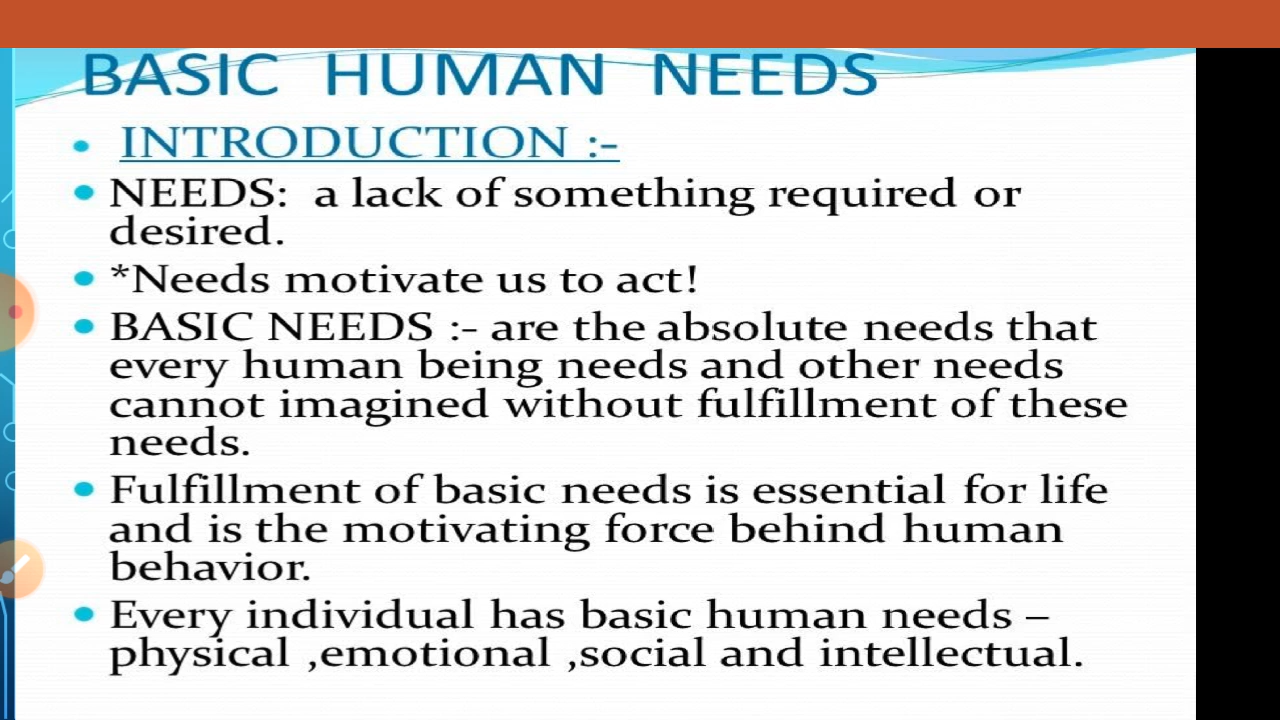 BASIC HUMAN NEEDS
• INTRODUCTION :-
• NEEDS: a lack of something required or
desired.
• *Needs motivate us to act!
• BASIC NEEDS :- are the absolute needs that
every human being needs and other needs
cannot imagined without fulfillment of these
needs.
• Fulfillment of basic needs is essential for life
and is the motivating force behind human
behavior.
• Every individual has basic human needs –
physical ,emotional ,social and intellectual.